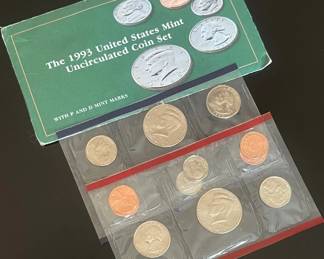 The 1993 United States Mint
Uncirculated Coin Set
WITH P AND D MINT MARKS